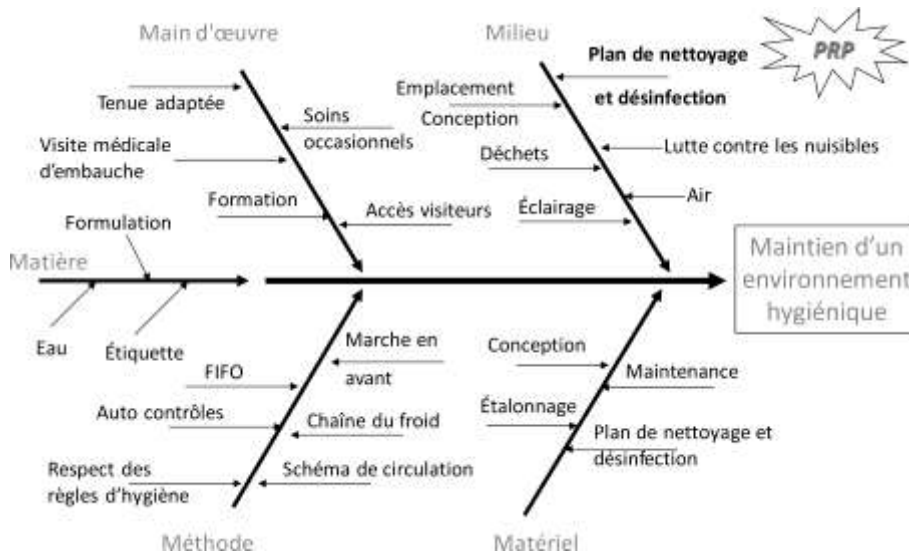 Main d'œuvre
Milieu
Plan de nettoyage
et désinfection
PRP
Tenue adaptée
Soins
occasionnels
Visite médicale
d'embauche
Formation
Accès visiteurs
Emplacement
Conception
Déchets
Lutte contre les nuisibles
Air
Éclairage
Formulation
Matière
Eau
Étiquette
Maintien d'un
environnement
hygiénique
Marche en
avant
FIFO
Auto contrôles
Chaîne du froid
Respect des
règles d'hygiène
Schéma de circulation
Conception
Maintenance
Étalonnage
Plan de nettoyage et
désinfection
Méthode
Matériel